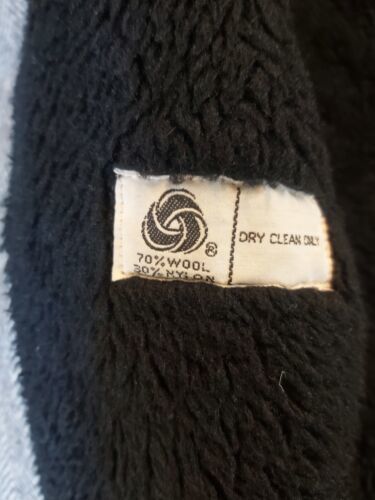 ®
70% WOOL
30% NYLON
DRY CLEAN ONLY